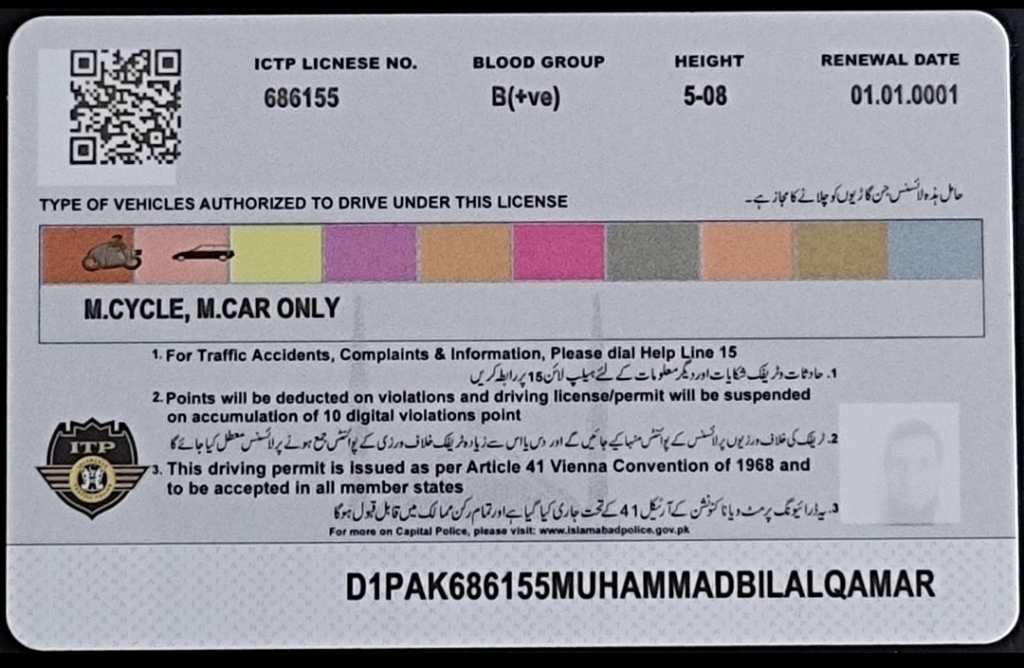 ICTP LICNESE NO. BLOOD GROUP HEIGHT RENEWAL DATE
686155 B(+ve) 5-08 01.01.0001
TYPE OF VEHICLES AUTHORIZED TO DRIVE UNDER THIS LICENSE حامل ہٰذہ لائسنس جن گاڑیوں کو چلانے کا مجاز ہے۔
M.CYCLE, M.CAR ONLY
1. For Traffic Accidents, Complaints & Information, Please dial Help Line 15
1. حادثات و ٹریفک شکایات اور دیگر معلومات کے لئے ہیلپ لائن 15 پر رابطہ کریں
2. Points will be deducted on violations and driving license/permit will be suspended
on accumulation of 10 digital violations point
2. ٹریفک کی خلاف ورزیوں پر لائسنس کے پوائنٹس منہا کیے جائیں گے اور دس یا اس سے زیادہ ٹریفک خلاف ورزی کے پوائنٹس جمع ہونے پر لائسنس معطل کیا جائے گا
ITP
3. This driving permit is issued as per Article 41 Vienna Convention of 1968 and
to be accepted in all member states
3. یہ ڈرائیونگ پرمٹ ویانا کنونشن کے آرٹیکل 41 کے تحت جاری کیا گیا ہے اور تمام رکن ممالک میں قابل قبول ہوگا
For more on Capital Police, please visit: www.islamabadpolice.gov.pk
D1PAK686155MUHAMMADBILALQAMAR